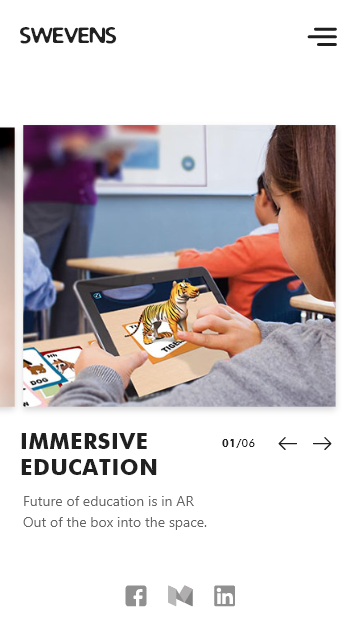 SWEVENS
TIGER
DOG
IMMERSIVE
EDUCATION
01/06
Future of education is in AR
Out of the box into the space.